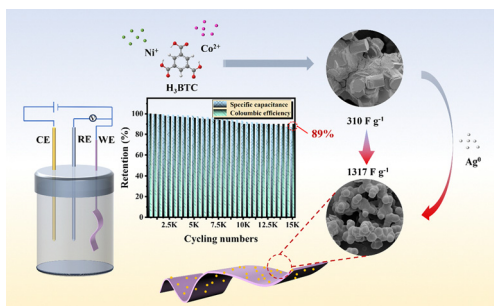 Ni⁺
Co²⁺
H₃BTC
310 F g⁻¹
Ag⁰
1317 F g⁻¹
CE
RE
WE
V
Retention (%)
100
80
60
40
20
0
Specific capacitance
Coloumbic efficiency
89%
2.5K 5K 7.5K 10K 12.5K 15K
Cycling numbers